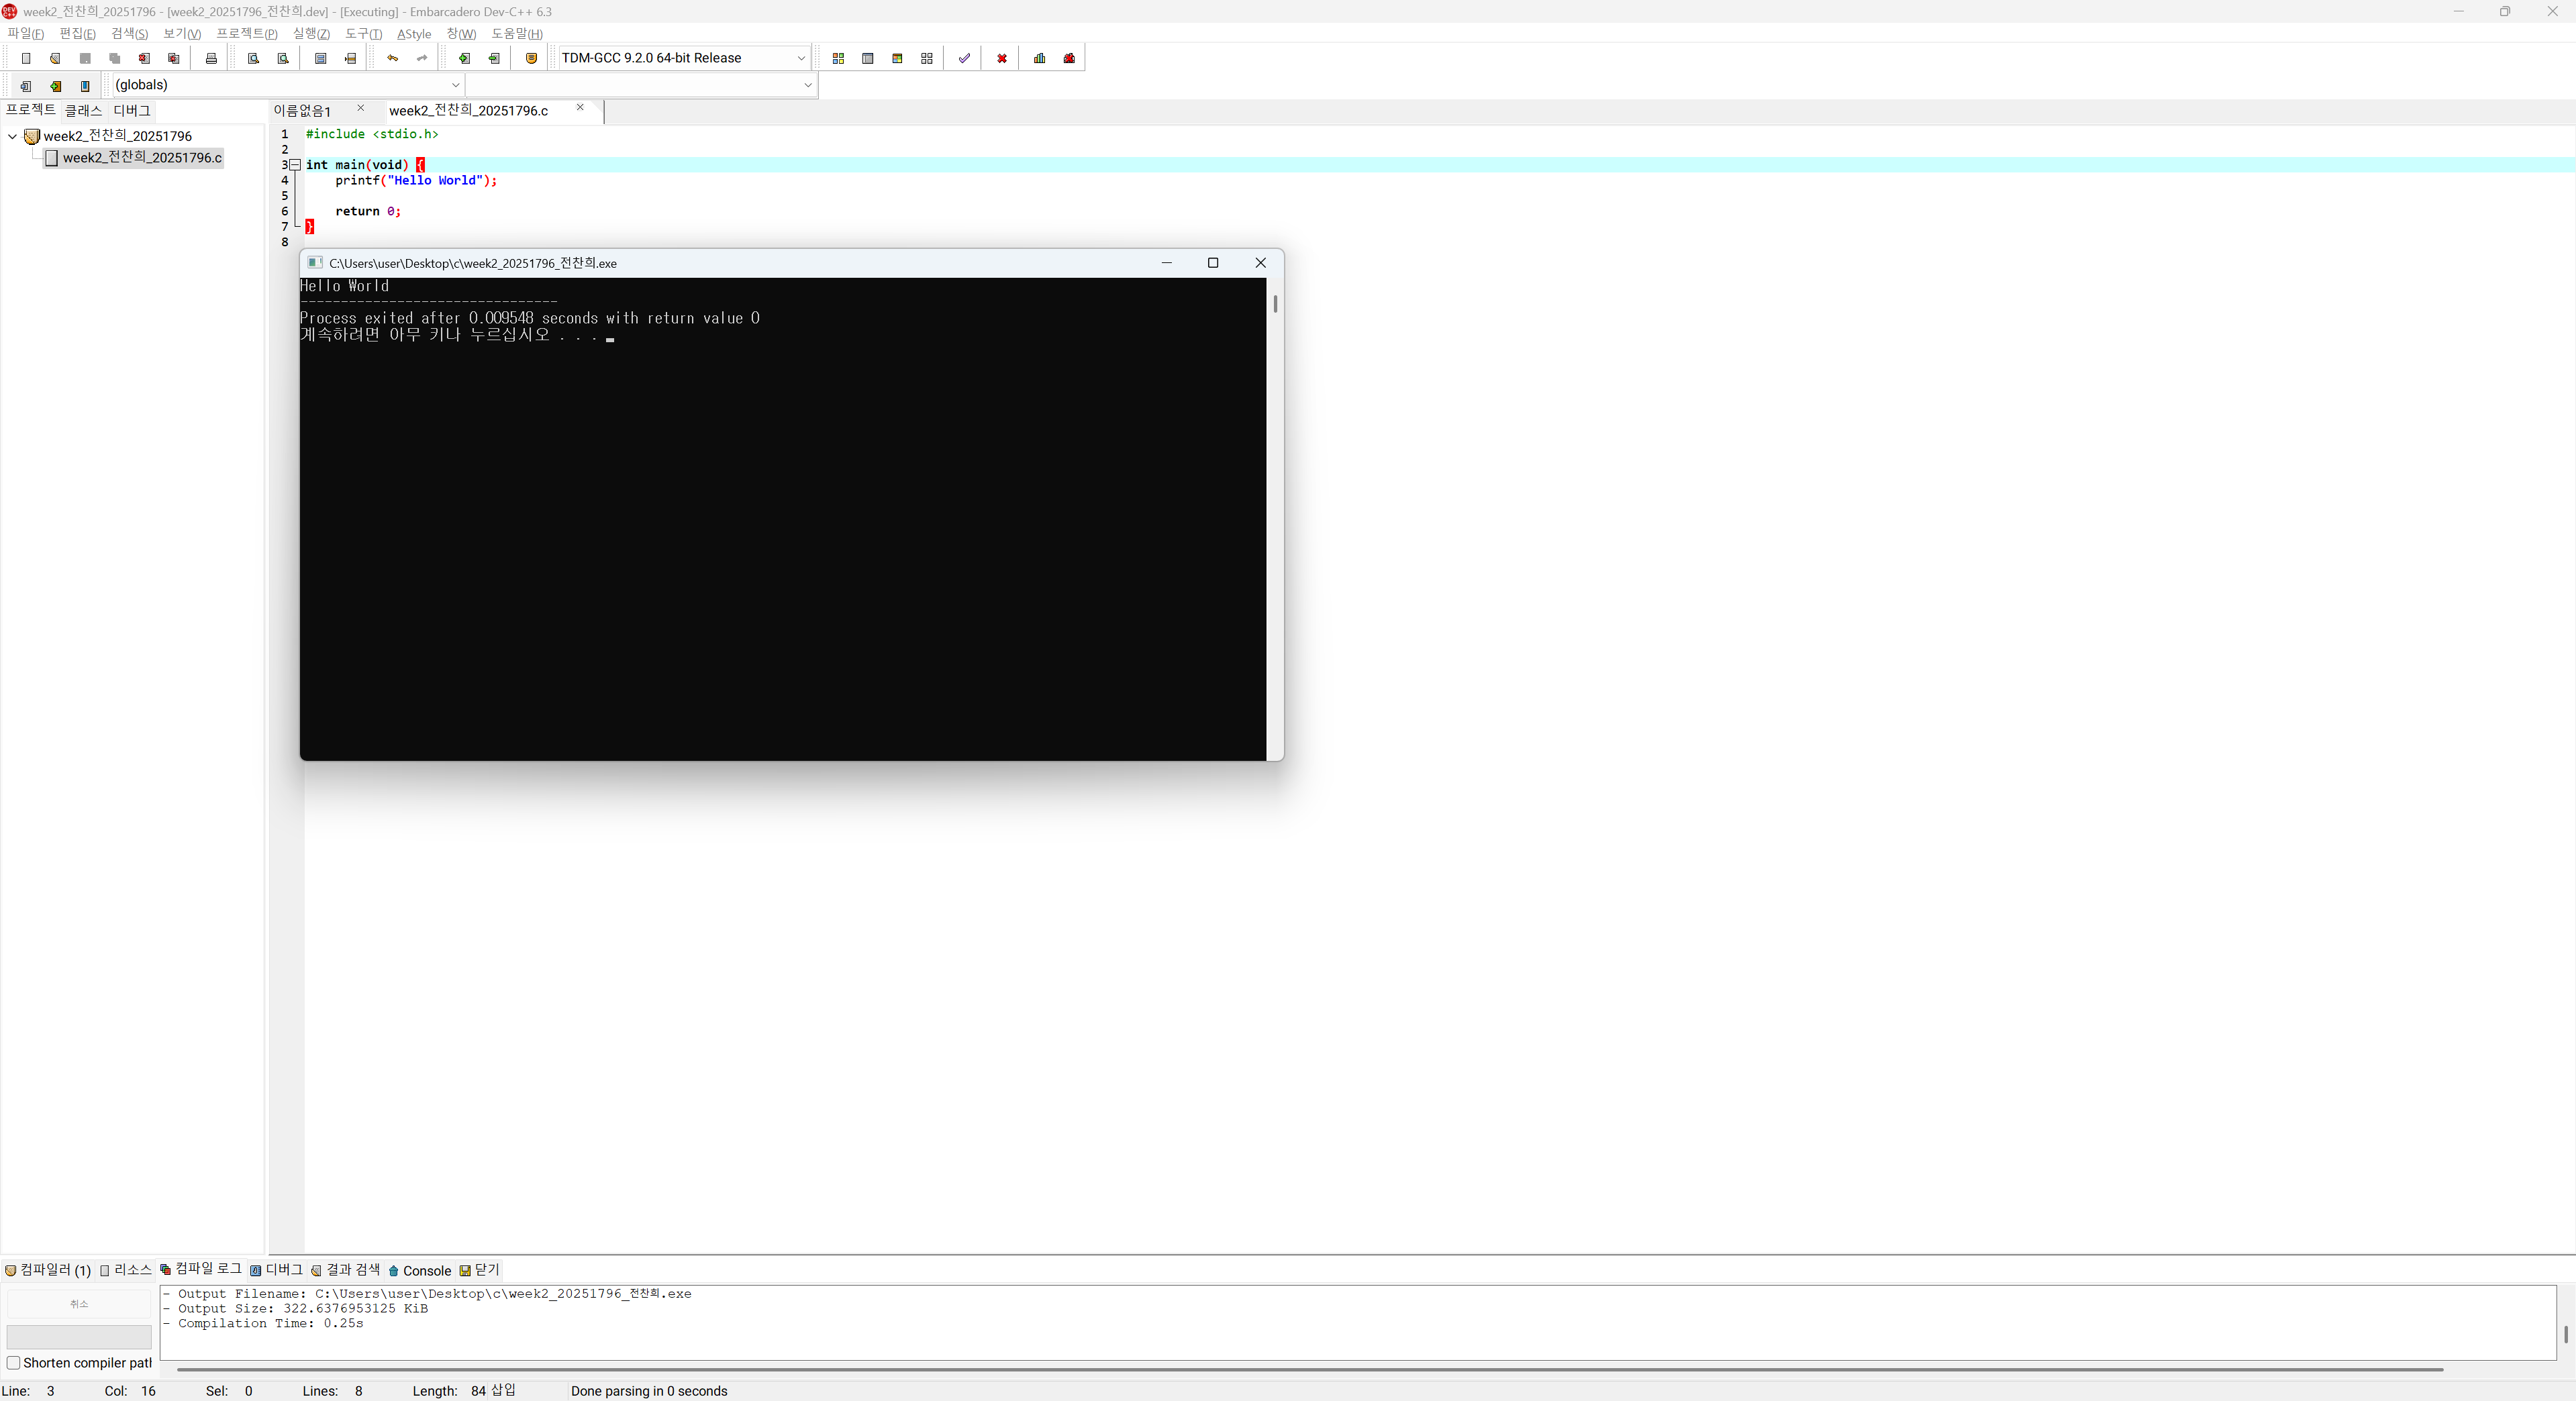 week2_전찬희_20251796 - [week2_20251796_전찬희.dev] - [Executing] - Embarcadero Dev-C++ 6.3
파일(F) 편집(E) 검색(S) 보기(V) 프로젝트(P) 실행(Z) 도구(T) AStyle 창(W) 도움말(H)
TDM-GCC 9.2.0 64-bit Release
(globals)
프로젝트 클래스 디버그
이름없음1 week2_전찬희_20251796.c
week2_전찬희_20251796
week2_전찬희_20251796.c
1 #include <stdio.h>
2
3 int main(void) {
4 printf("Hello World");
5
6 return 0;
7 }
8
C:\Users\user\Desktop\c\week2_20251796_전찬희.exe
Hello World
--------------------------------
Process exited after 0.009548 seconds with return value 0
계속하려면 아무 키나 누르십시오 . . .
컴파일러 (1) 리소스 컴파일 로그 디버그 결과 검색 Console 닫기
취소
Shorten compiler patl
- Output Filename: C:\Users\user\Desktop\c\week2_20251796_전찬희.exe
- Output Size: 322.6376953125 KiB
- Compilation Time: 0.25s
Line: 3 Col: 16 Sel: 0 Lines: 8 Length: 84 삽입 Done parsing in 0 seconds